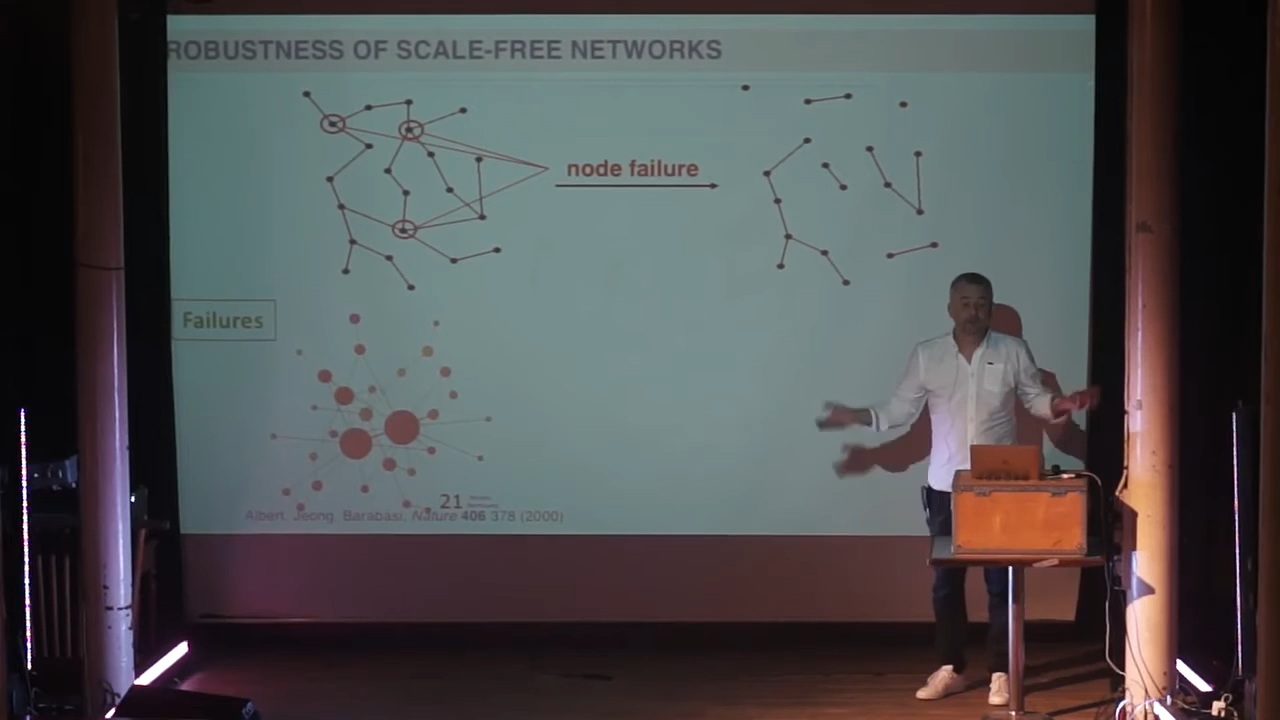 ROBUSTNESS OF SCALE-FREE NETWORKS
node failure
Failures
21
Albert, Jeong, Barabasi, Nature 406 378 (2000)